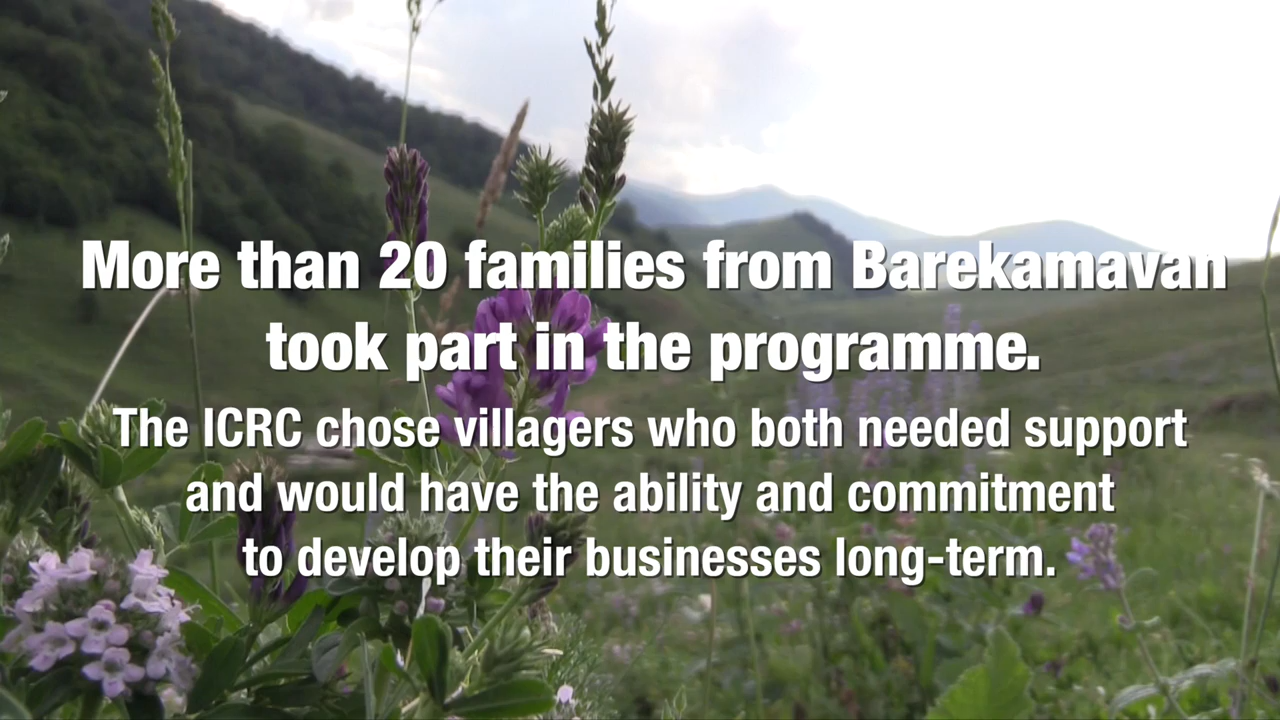 More than 20 families from Barekamavan
took part in the programme.
The ICRC chose villagers who both needed support
and would have the ability and commitment
to develop their businesses long-term.